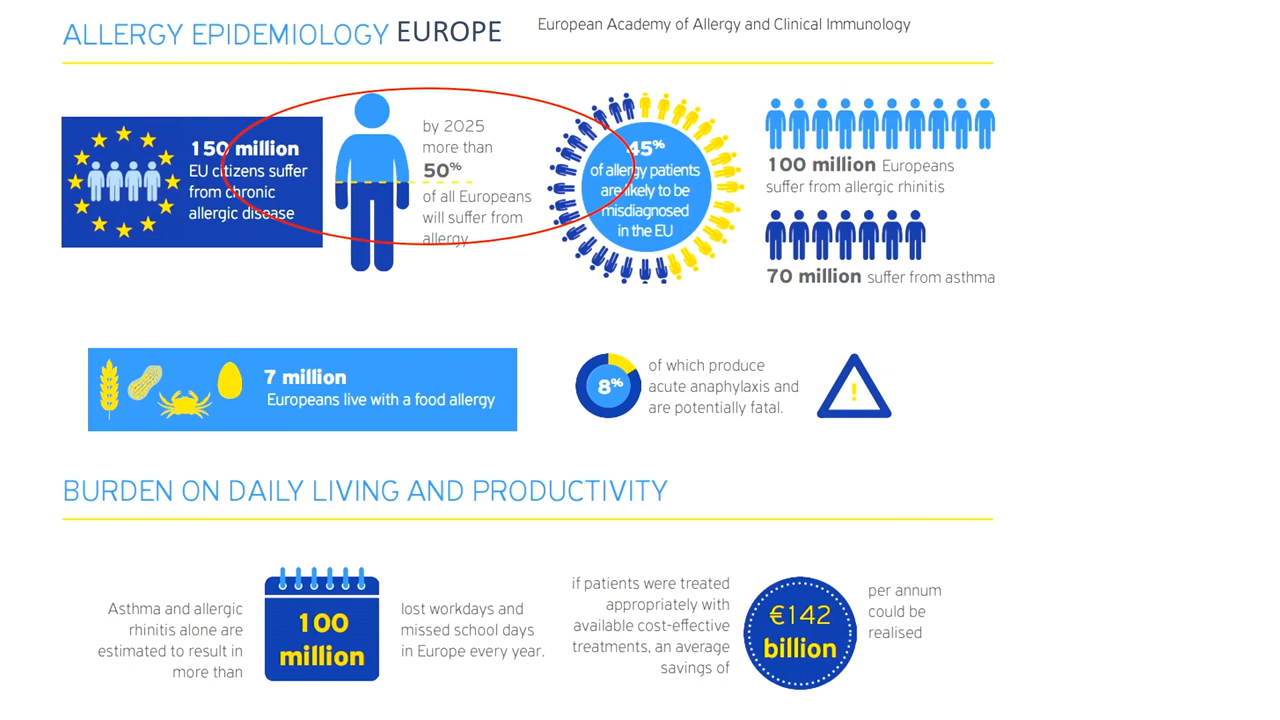 ALLERGY EPIDEMIOLOGY EUROPE
European Academy of Allergy and Clinical Immunology
150 million
EU citizens suffer
from chronic
allergic disease
by 2025
more than
50%
of all Europeans
will suffer from
allergy
45%
of allergy patients
are likely to be
misdiagnosed
in the EU
100 million Europeans
suffer from allergic rhinitis
70 million suffer from asthma
7 million
Europeans live with a food allergy
8%
of which produce
acute anaphylaxis and
are potentially fatal.
!
BURDEN ON DAILY LIVING AND PRODUCTIVITY
Asthma and allergic
rhinitis alone are
estimated to result in
more than
100
million
lost workdays and
missed school days
in Europe every year.
if patients were treated
appropriately with
available cost-effective
treatments, an average
savings of
€142
billion
per annum
could be
realised